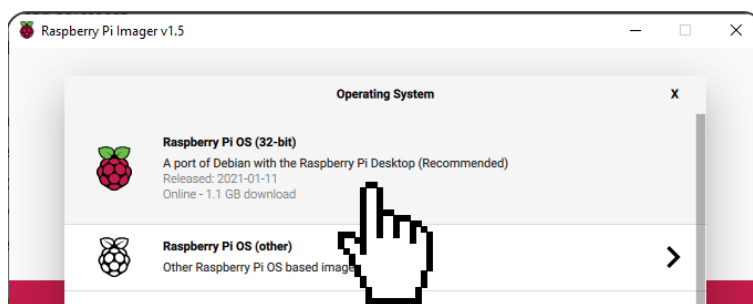 Raspberry Pi Imager v1.5
Operating System
X
Raspberry Pi OS (32-bit)
A port of Debian with the Raspberry Pi Desktop (Recommended)
Released: 2021-01-11
Online - 1.1 GB download
Raspberry Pi OS (other)
Other Raspberry Pi OS based